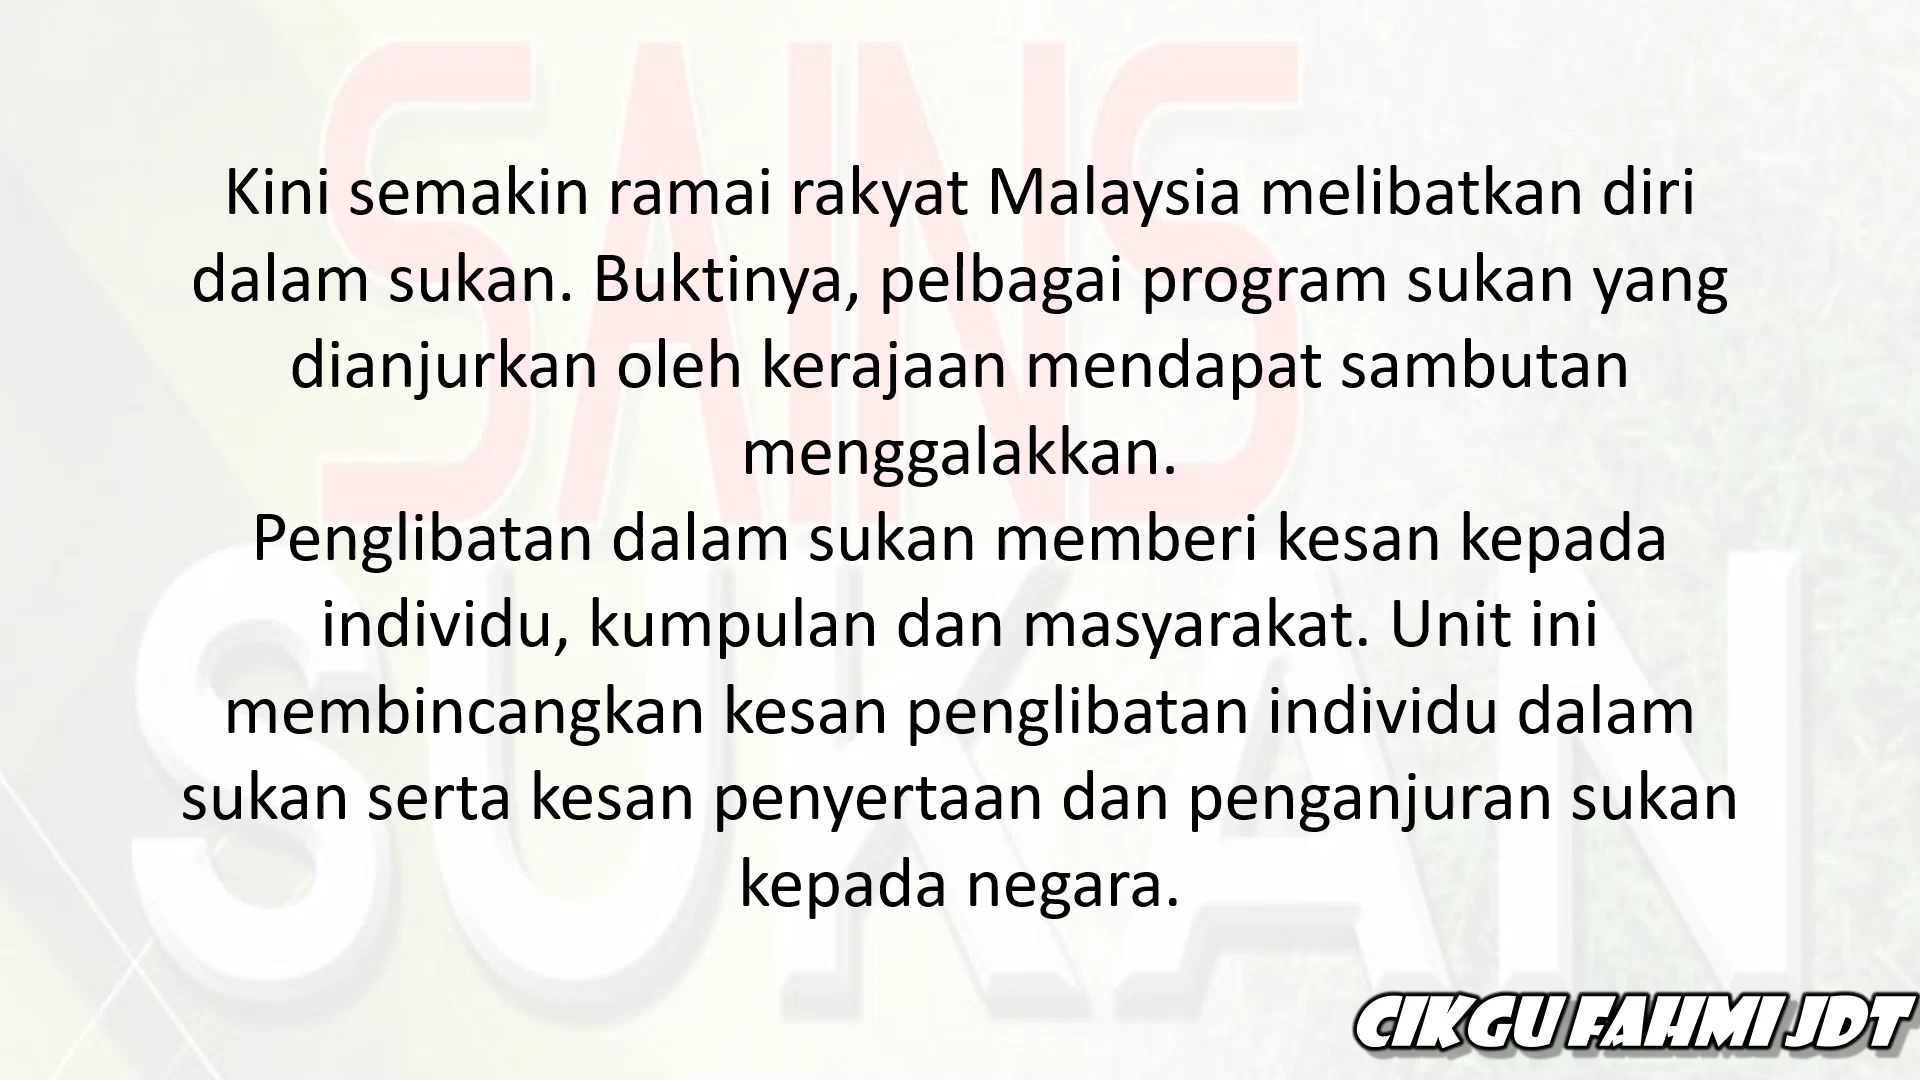 SAINS
SUKAN
Kini semakin ramai rakyat Malaysia melibatkan diri
dalam sukan. Buktinya, pelbagai program sukan yang
dianjurkan oleh kerajaan mendapat sambutan
menggalakkan.
Penglibatan dalam sukan memberi kesan kepada
individu, kumpulan dan masyarakat. Unit ini
membincangkan kesan penglibatan individu dalam
sukan serta kesan penyertaan dan penganjuran sukan
kepada negara.
CIKGU FAHMI JDT